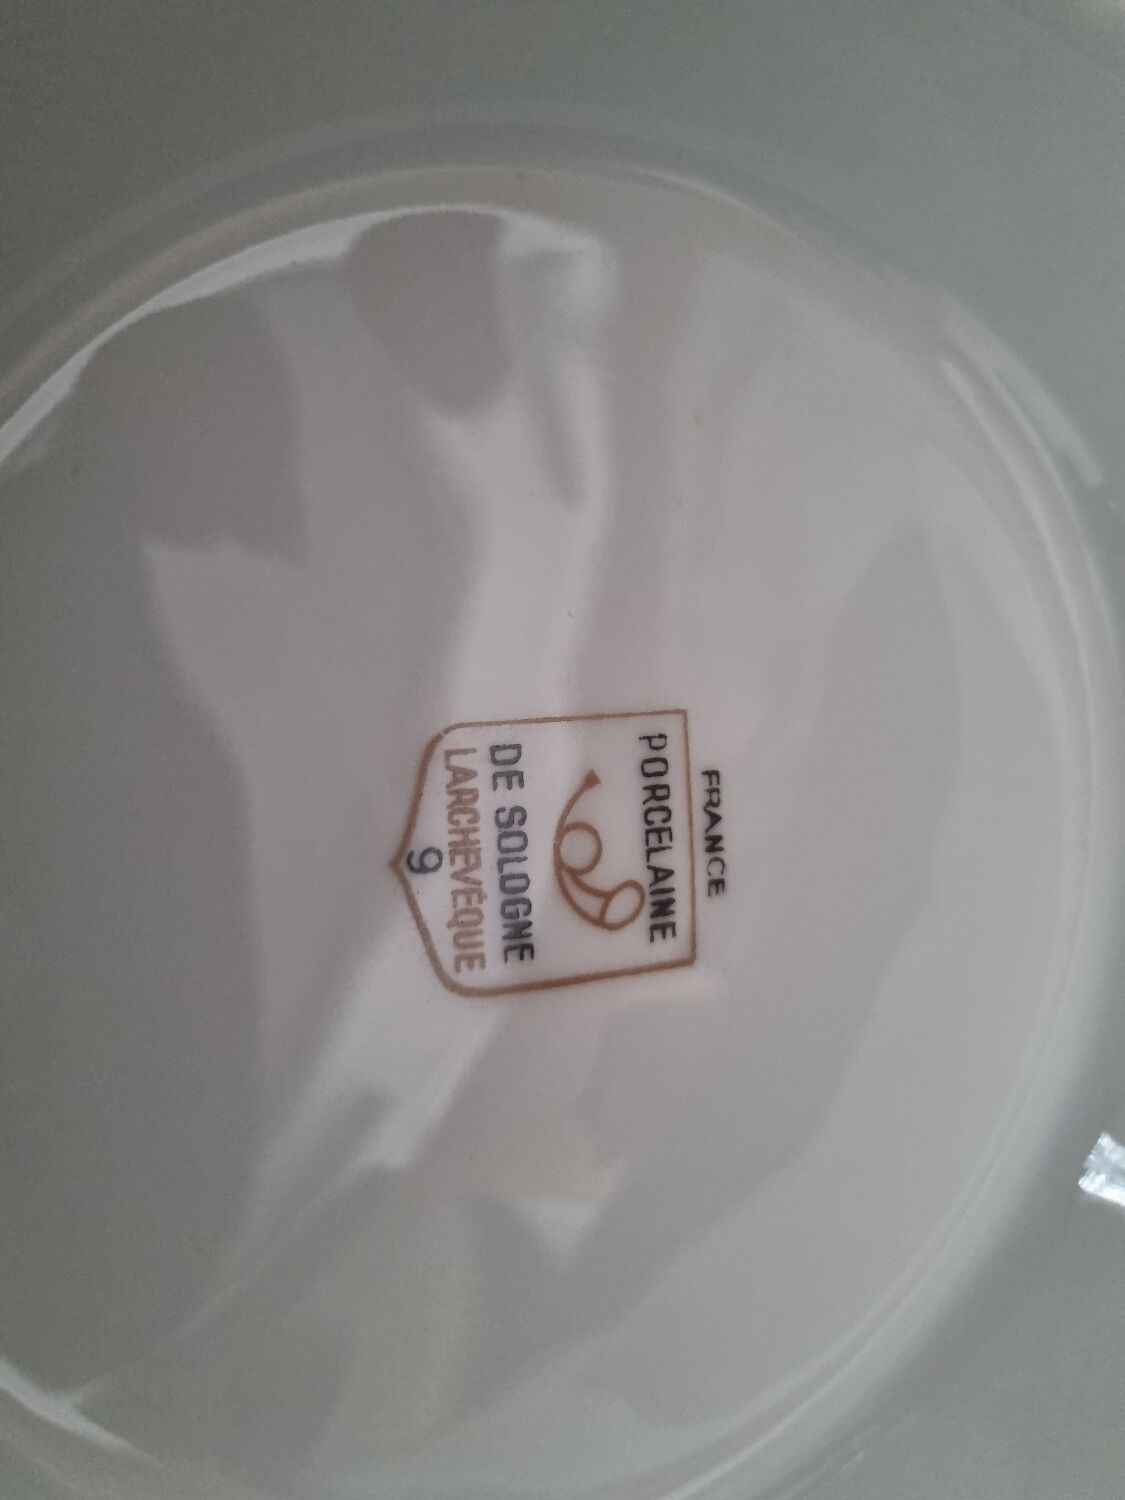 FRANCE
PORCELAINE
DE SOLOGNE
LARCHEVÊQUE
9